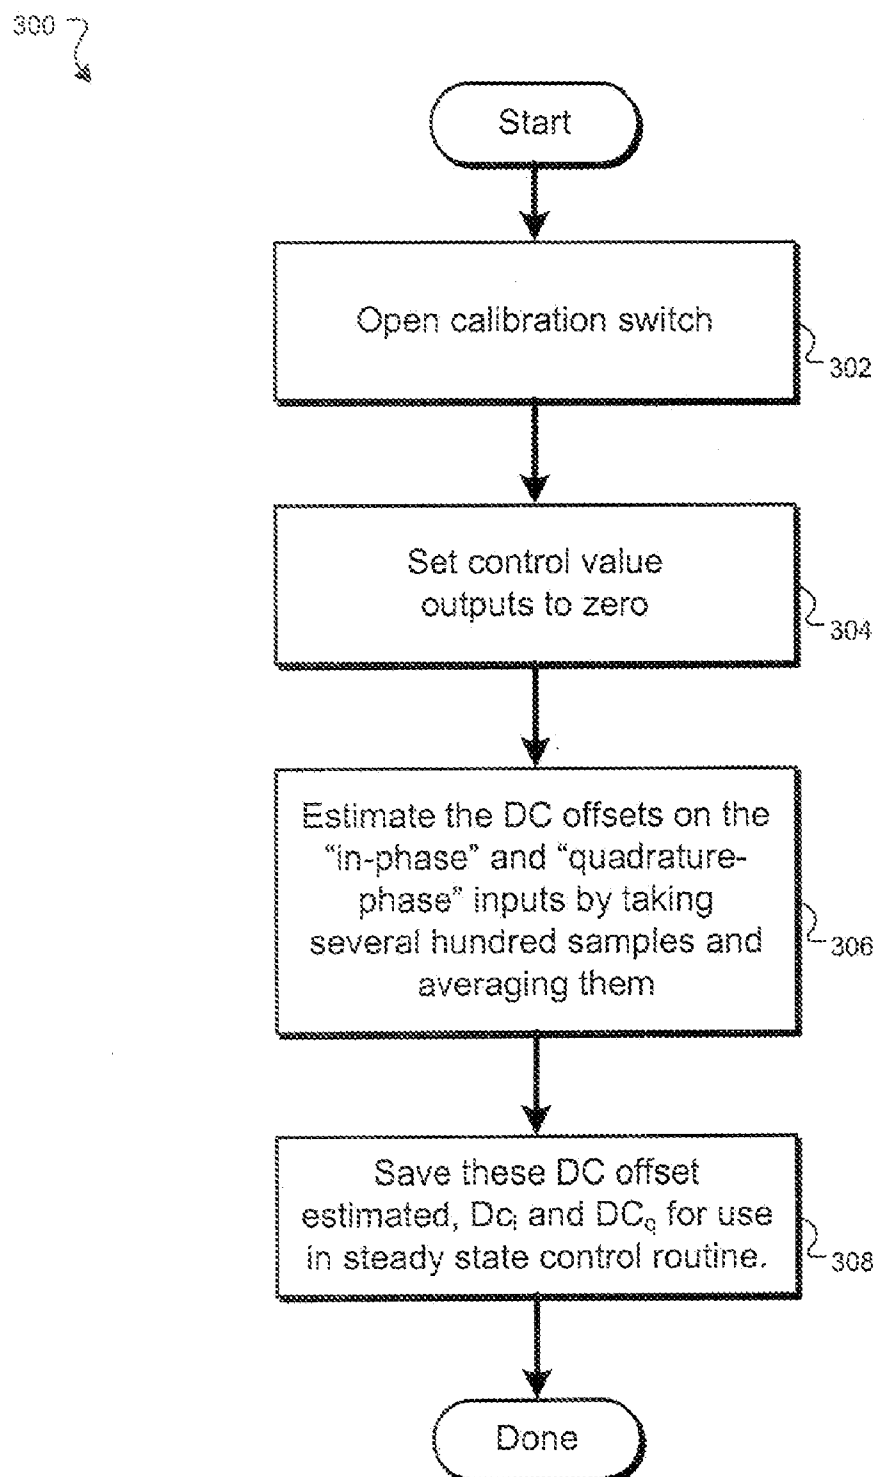 300
Start
Open calibration switch
302
Set control value
outputs to zero
304
Estimate the DC offsets on the
“in-phase” and “quadrature-
phase” inputs by taking
several hundred samples and
averaging them
306
Save these DC offset
estimated, Dcᵢ and DC_q for use
in steady state control routine.
308
Done